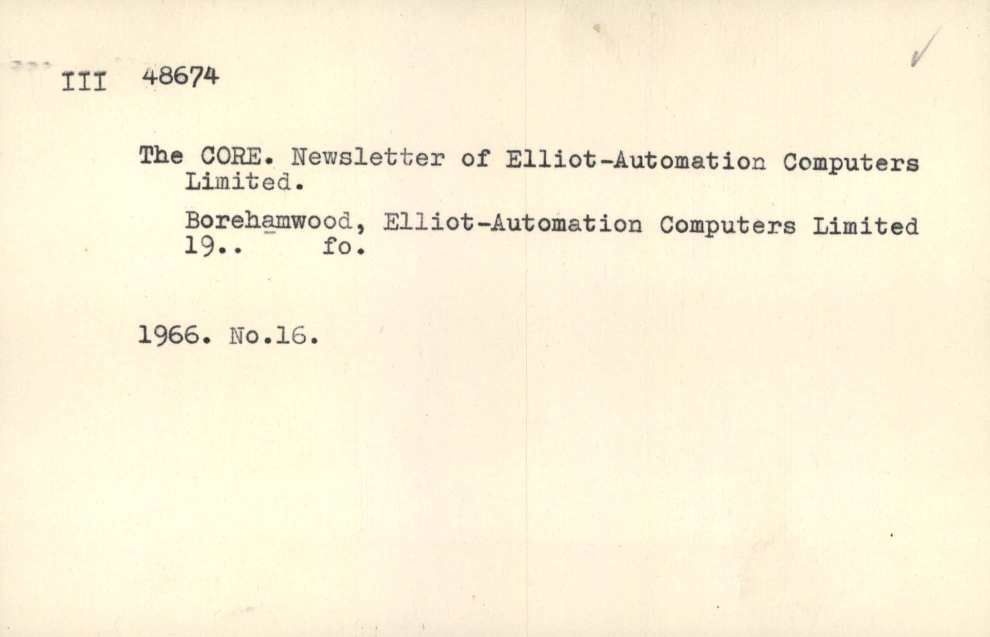 III 48674
The CORE. Newsletter of Elliot-Automation Computers
Limited.
Borehamwood, Elliot-Automation Computers Limited
19.. fo.
1966. No.16.